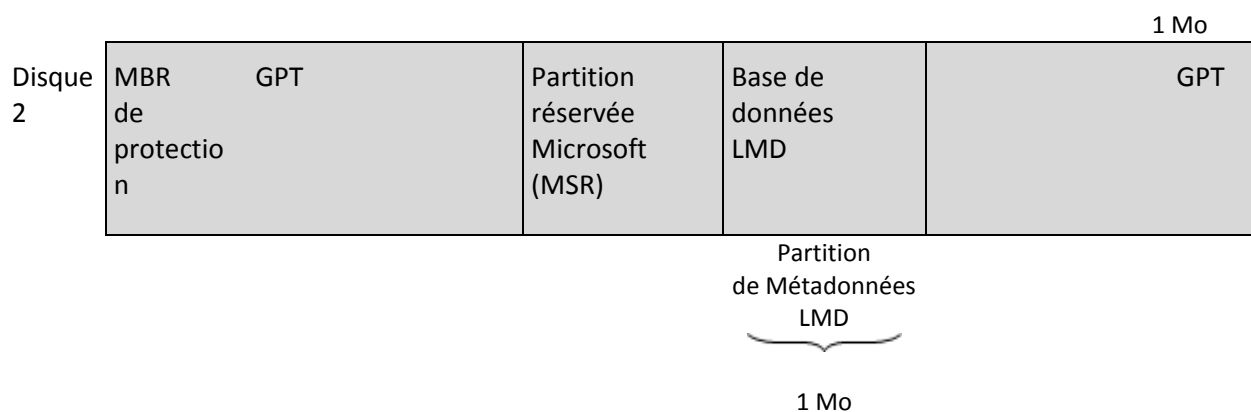 1 Mo
Disque
2
MBR
de
protectio
n
GPT
Partition
réservée
Microsoft
(MSR)
Base de
données
LMD
GPT
Partition
de Métadonnées
LMD
1 Mo